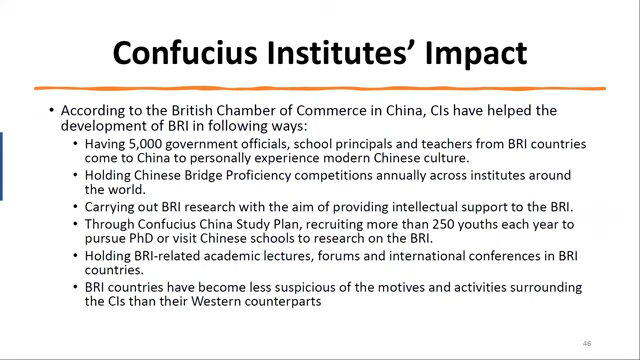 Confucius Institutes’ Impact
• According to the British Chamber of Commerce in China, CIs have helped the
development of BRI in following ways:
• Having 5,000 government officials, school principals and teachers from BRI countries
come to China to personally experience modern Chinese culture.
• Holding Chinese Bridge Proficiency competitions annually across institutes around
the world.
• Carrying out BRI research with the aim of providing intellectual support to the BRI.
• Through Confucius China Study Plan, recruiting more than 250 youths each year to
pursue PhD or visit Chinese schools to research on the BRI.
• Holding BRI-related academic lectures, forums and international conferences in BRI
countries.
• BRI countries have become less suspicious of the motives and activities surrounding
the CIs than their Western counterparts
46